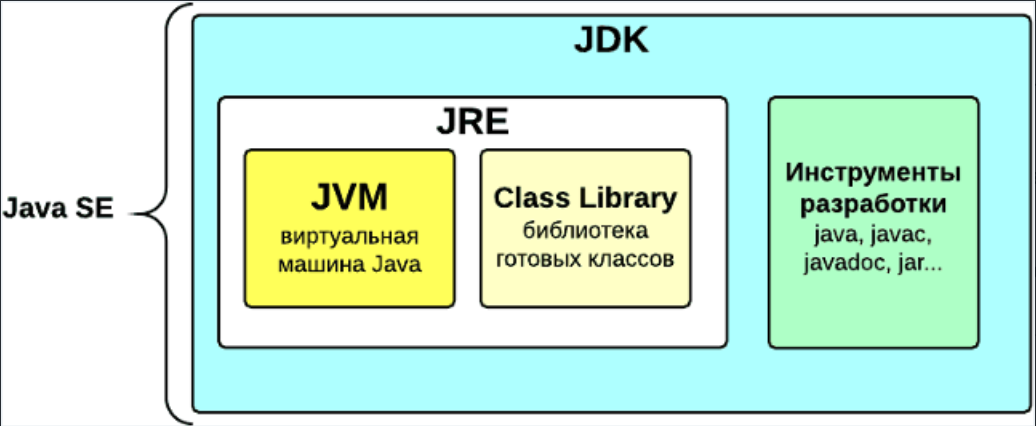 JDK
JRE
Java SE
JVM
виртуальная
машина Java
Class Library
библиотека
готовых классов
Инструменты
разработки
java, javac,
javadoc, jar...